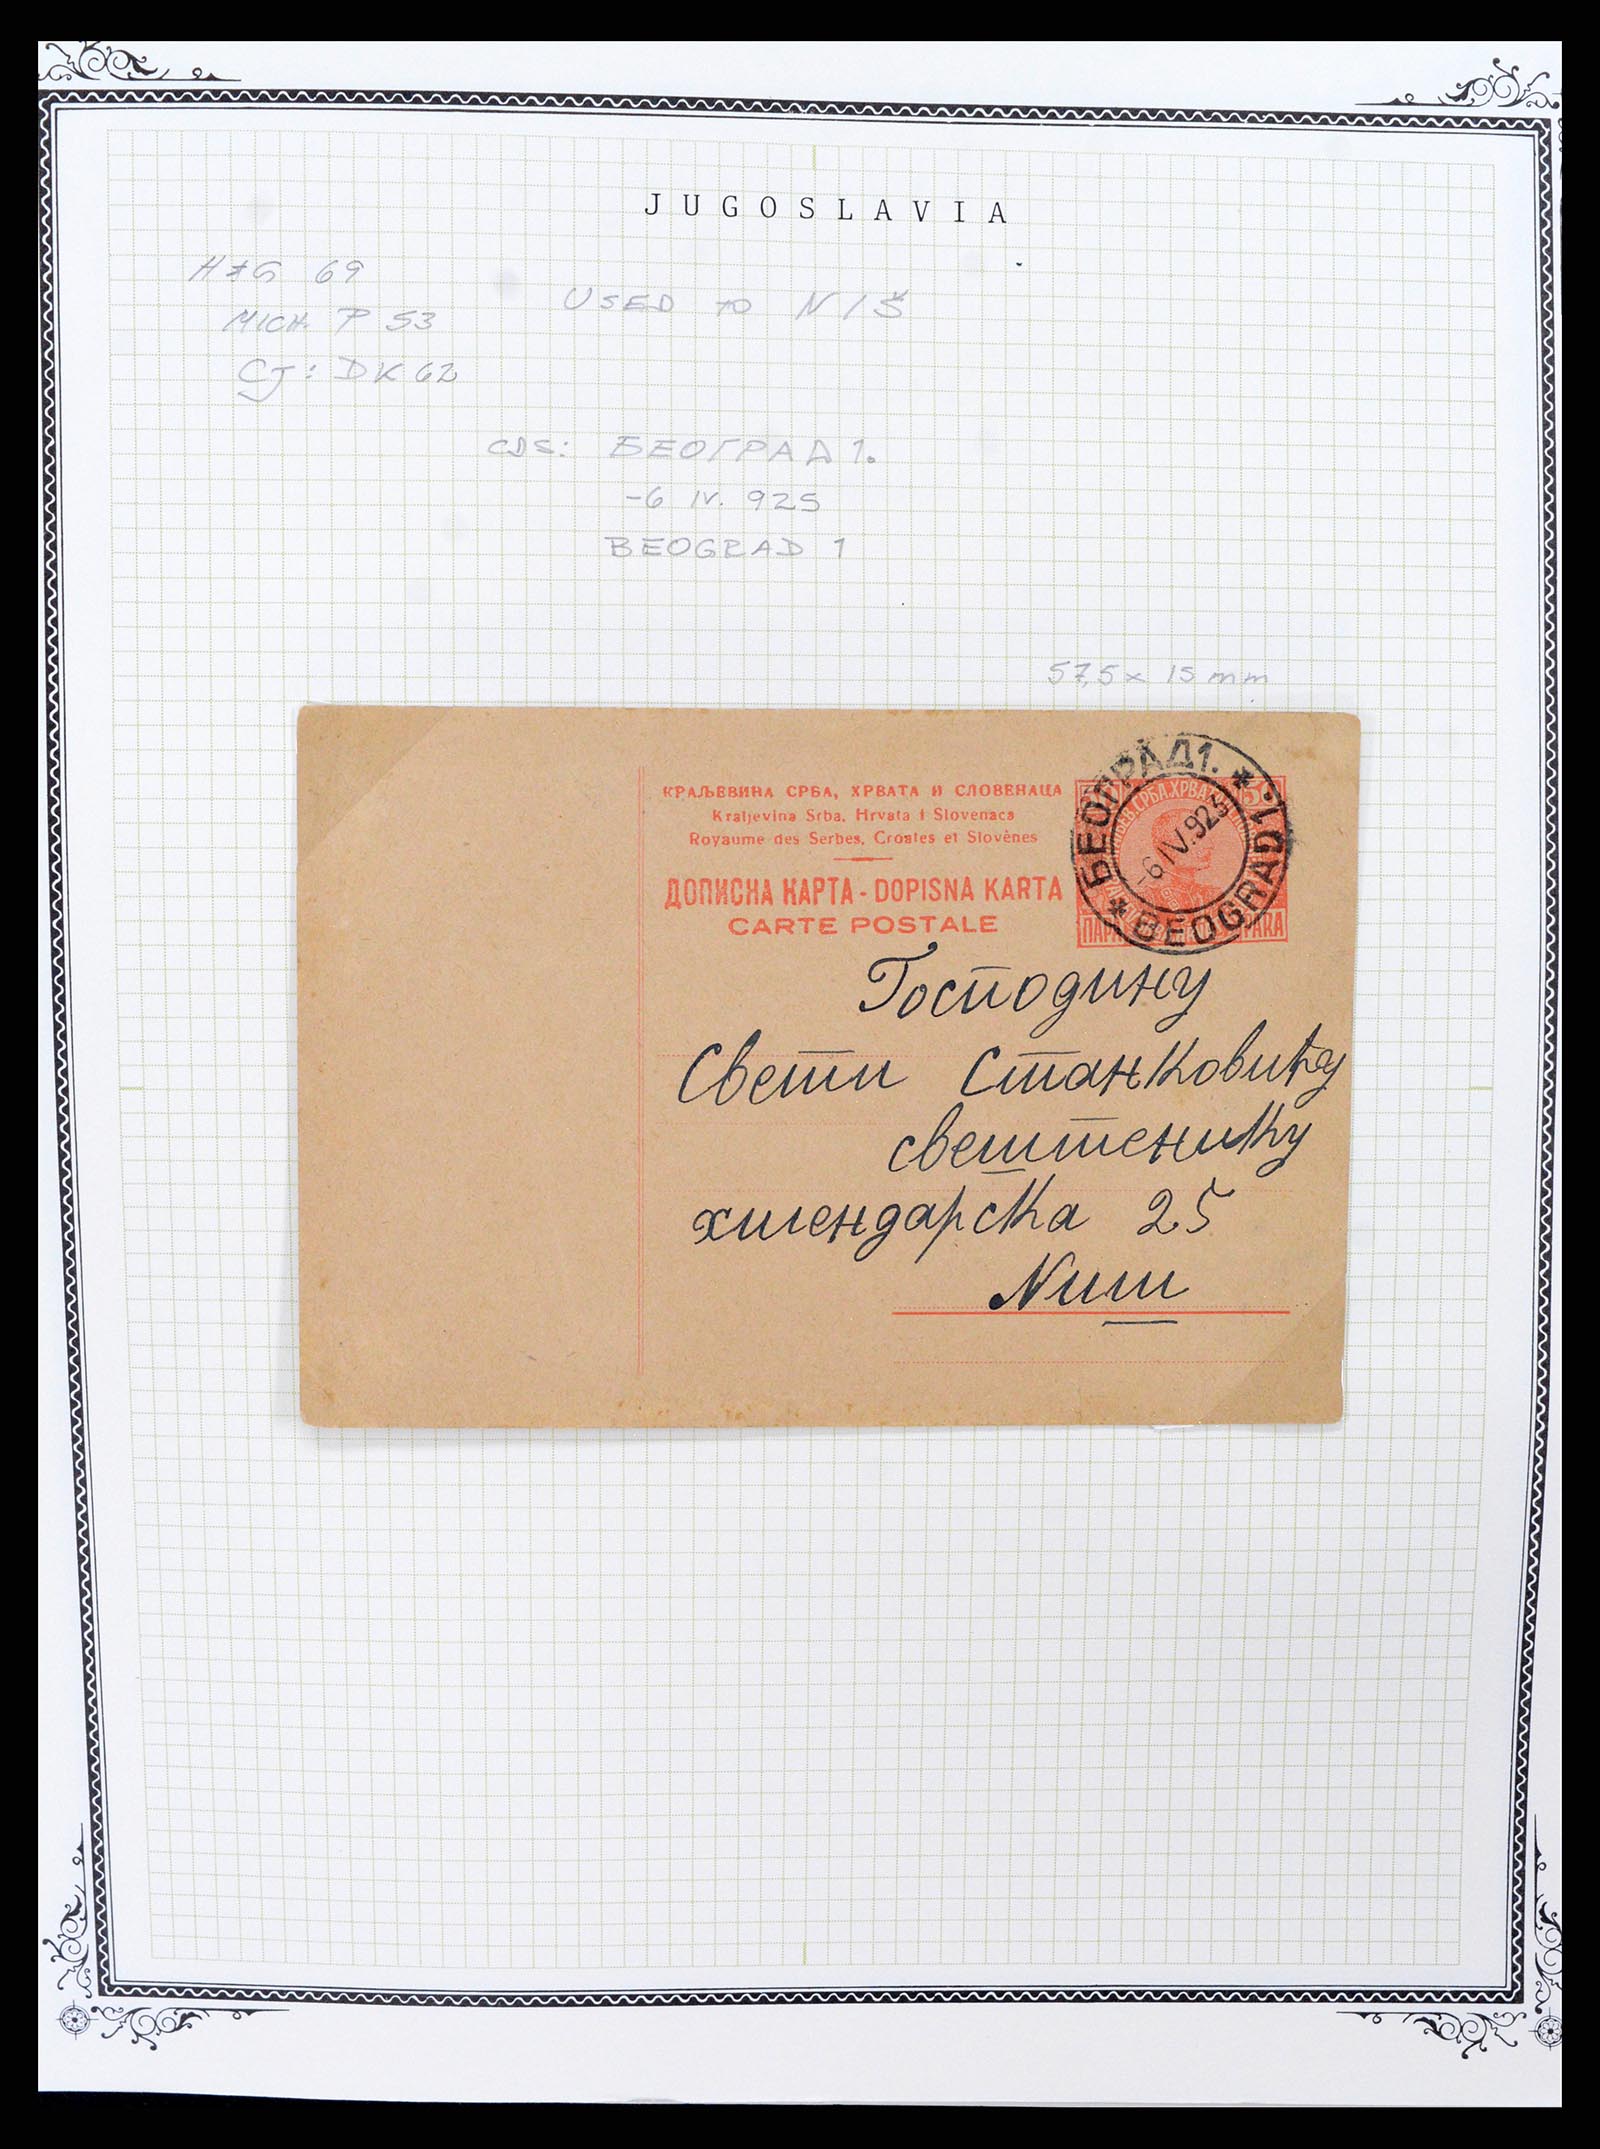 JUGOSLAVIA
H&G 69
USED TO NIŠ
MICH. P 53
CJ: DK 62
CDS: БЕОГРАД 1.
-6 IV. 925
BEOGRAD 1
57,5 x 15 mm
КРАЉЕВИНА СРБА, ХРВАТА И СЛОВЕНАЦА
Kraljevina Srba, Hrvata i Slovenaca
Royaume des Serbes, Croates et Slovènes
ДОПИСНА КАРТА - DOPISNA KARTA
CARTE POSTALE
БЕОГРАД 1.
-6 IV. 925
BEOGRAD 1.
Господину
Свети Станковићу
свештенику
хилендарска 25
Ниш